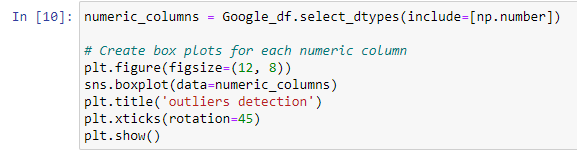 In [10]: numeric_columns = Google_df.select_dtypes(include=[np.number])
# Create box plots for each numeric column
plt.figure(figsize=(12, 8))
sns.boxplot(data=numeric_columns)
plt.title('outliers detection')
plt.xticks(rotation=45)
plt.show()